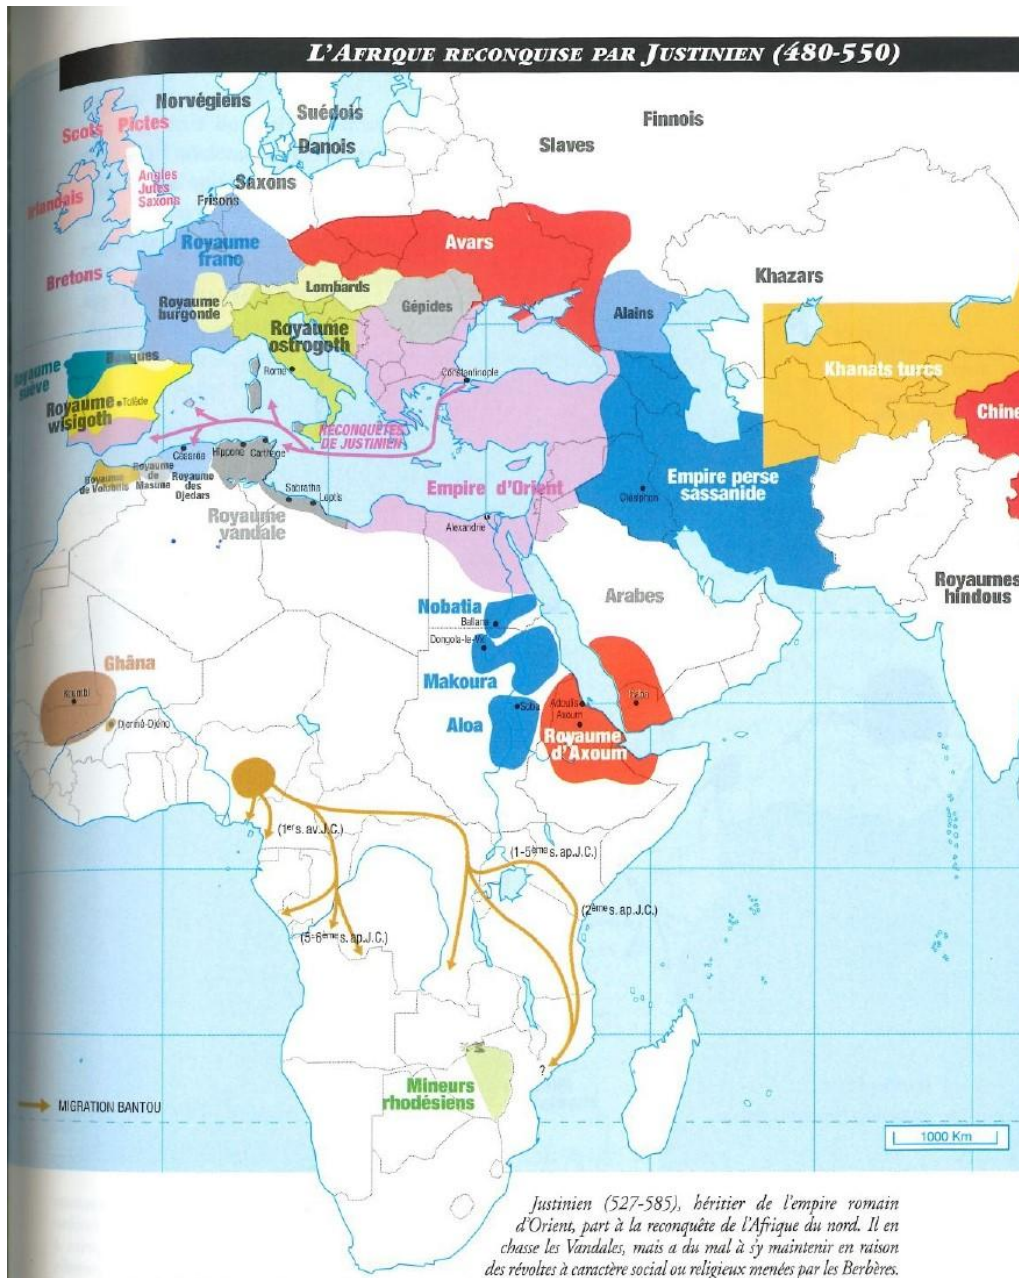 L'AFRIQUE RECONQUISE PAR JUSTINIEN (480-550)
Norvégiens
Suédois
Finnois
Scots Pictes
Danois
Slaves
Angles
Jutes
Saxons
Saxons
Irlandais
Frisons
Royaume
franc
Avars
Bretons
Khazars
Lombards
Royaume
burgonde
Gépides
Alains
Royaume
ostrogoth
Basques
Royaume
suève
Rome
Constantinople
Khanats turcs
Royaume
wisigoth
Tolède
Chine
RECONQUÊTES
DE JUSTINIEN
Césarée
Hippone
Carthage
Royaume
de Volubilis
Royaume
de
Masuna
Royaume
des
Djedars
Empire d'Orient
Empire perse
sassanide
Ctésiphon
Sabratha
Leptis
Royaume
vandale
Alexandrie
Royaumes
hindous
Arabes
Nobatia
Ballana
Dongola-la-Vle
Ghâna
Koumbi
Makoura
Djenné-Djéno
Aloa
Soba
Adoulis
Axoum
Royaume
d'Axoum
(1er s. av.J.C.)
(1-5ème s. ap.J.C.)
(2ème s. ap.J.C.)
(5-6ème s. ap.J.C.)
?
Mineurs
rhodésiens
MIGRATION BANTOU
1000 Km
Justinien (527-585), héritier de l'empire romain
d'Orient, part à la reconquête de l'Afrique du nord. Il en
chasse les Vandales, mais a du mal à s'y maintenir en raison
des révoltes à caractère social ou religieux menées par les Berbères.